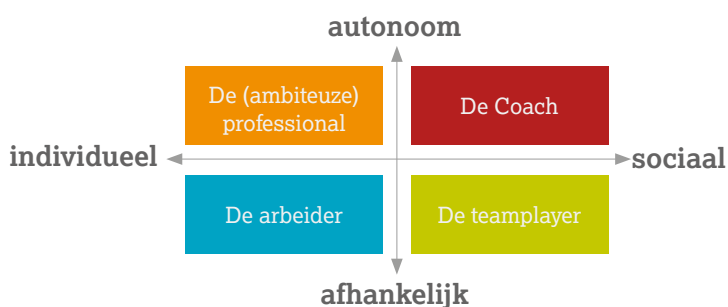 autonoom
De (ambiteuze)
professional
De Coach
individueel
sociaal
De arbeider
De teamplayer
afhankelijk